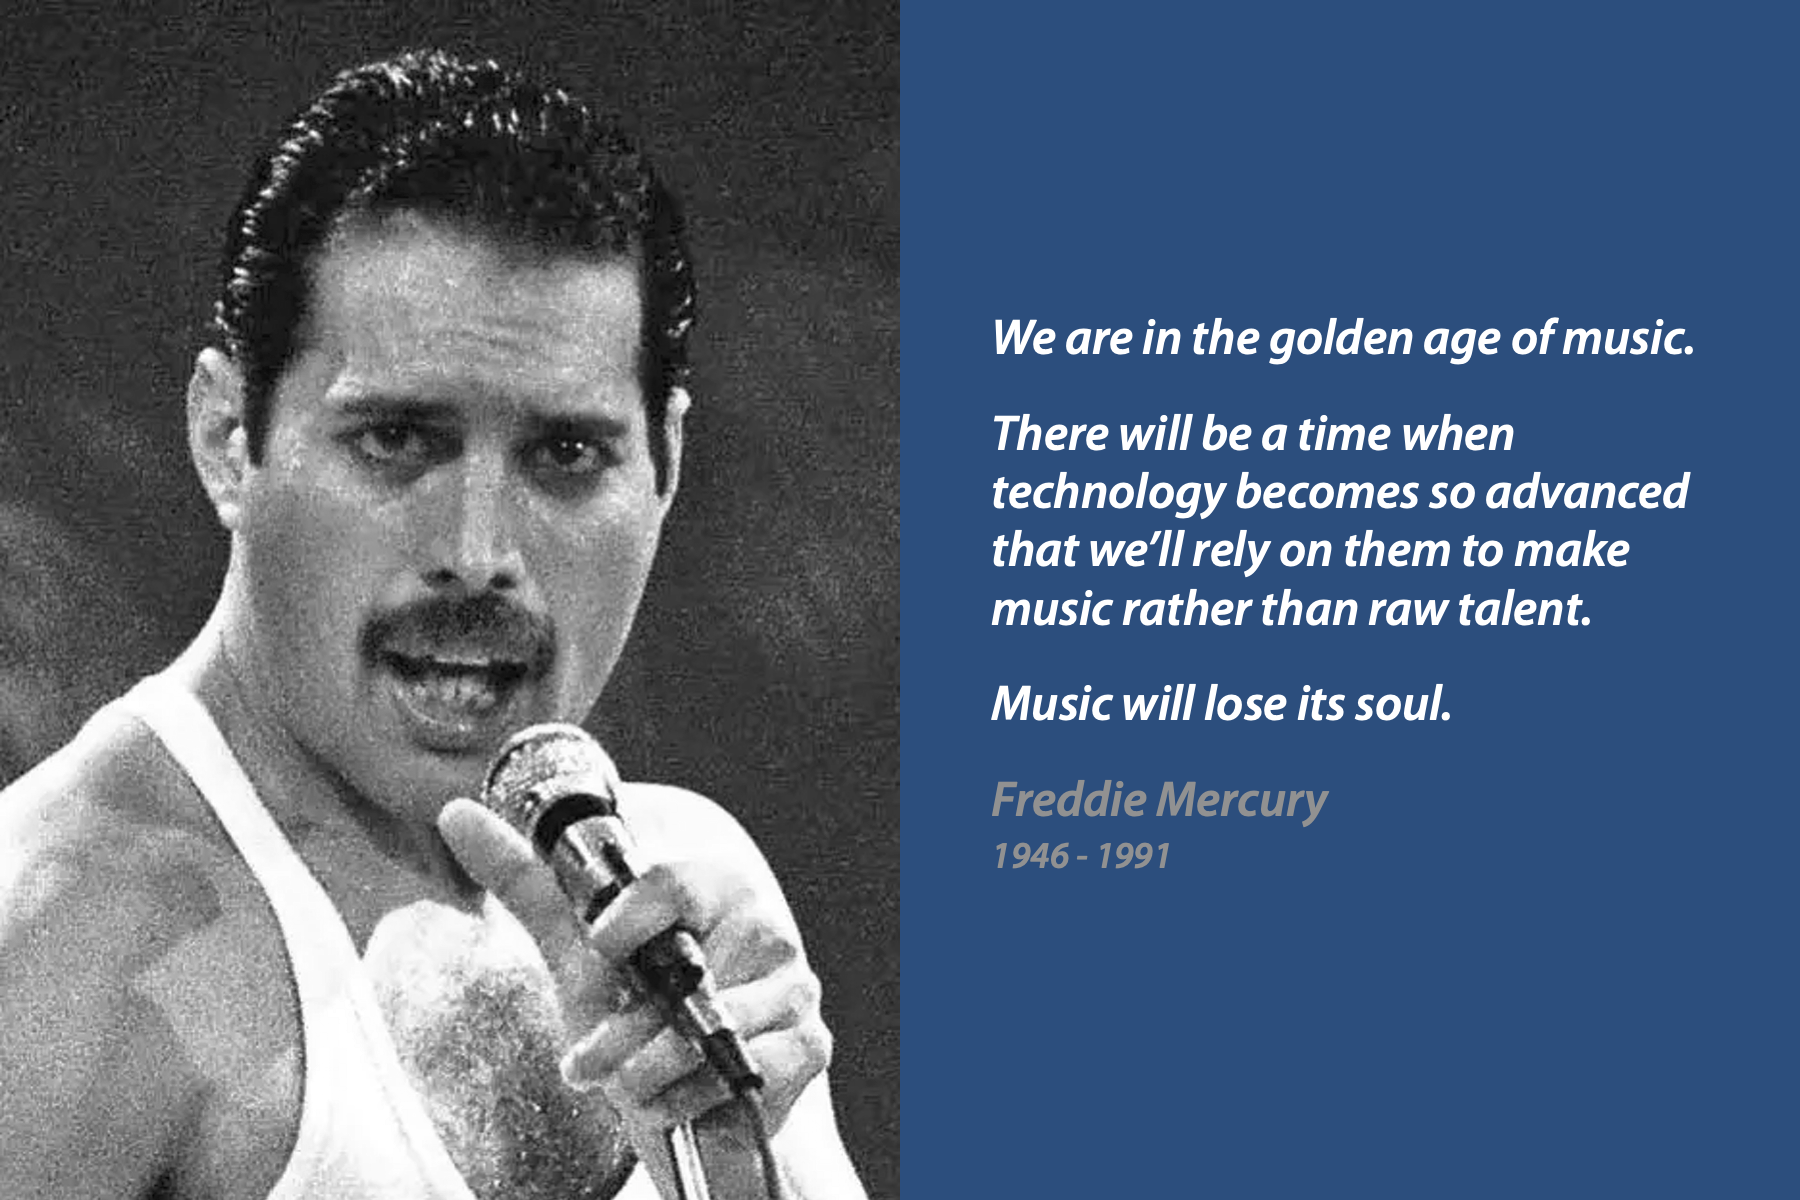 We are in the golden age of music.
There will be a time when
technology becomes so advanced
that we’ll rely on them to make
music rather than raw talent.
Music will lose its soul.
Freddie Mercury
1946 - 1991